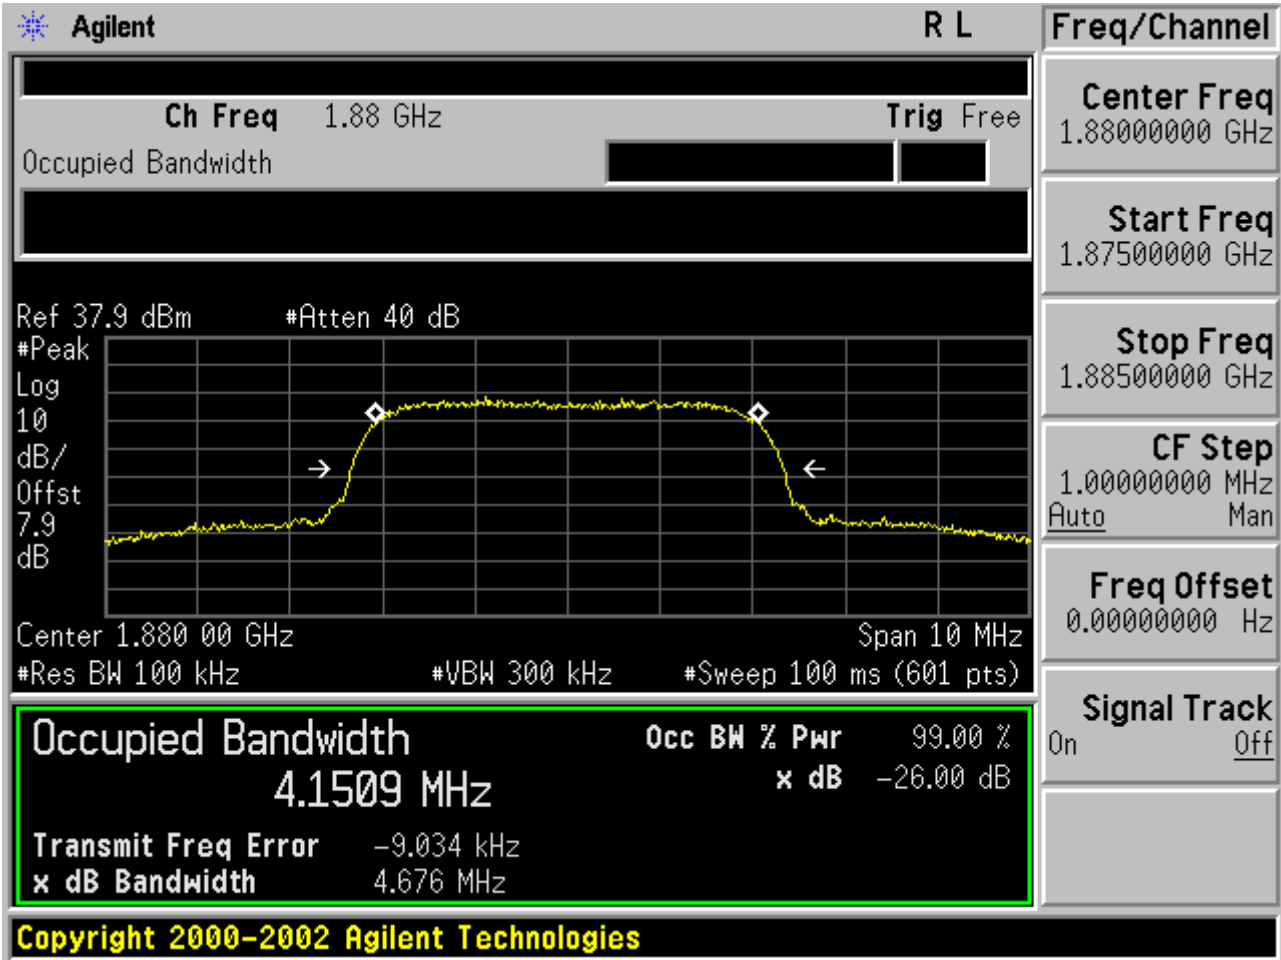 Agilent R L Freq/Channel
Ch Freq 1.88 GHz Trig Free
Occupied Bandwidth
Center Freq
1.88000000 GHz
Start Freq
1.87500000 GHz
Stop Freq
1.88500000 GHz
CF Step
1.00000000 MHz
Auto Man
Freq Offset
0.00000000 Hz
Signal Track
On Off
Ref 37.9 dBm #Atten 40 dB
#Peak
Log
10
dB/
Offst
7.9
dB
Center 1.880 00 GHz Span 10 MHz
#Res BW 100 kHz #VBW 300 kHz #Sweep 100 ms (601 pts)
Occupied Bandwidth Occ BW % Pwr 99.00 %
4.1509 MHz x dB -26.00 dB
Transmit Freq Error -9.034 kHz
x dB Bandwidth 4.676 MHz
Copyright 2000-2002 Agilent Technologies